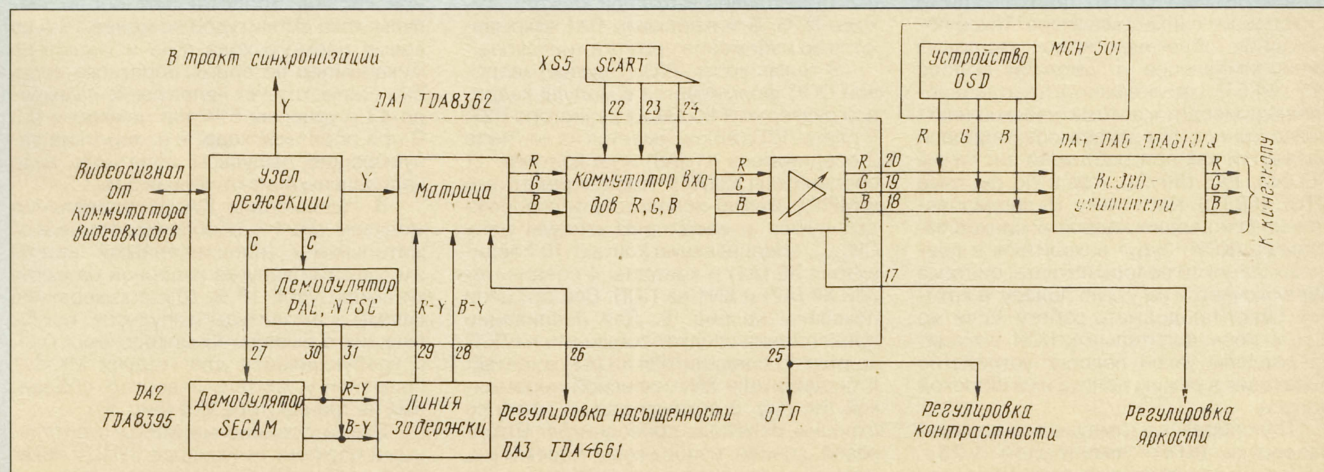 В тракт синхронизации
Y
DA1 TDA8362
XS5
SCART
22
23
24
Устройство
OSD
МСН 501
R
G
B
DA4-DA6 TDA6101Q
Видеосигнал
от
коммутатора
видеовходов
Узел
режекции
Y
Матрица
R
G
B
Коммутатор вхо-
дов R, G, B
R
G
B
R 20
G 19
B 18
Видео
усилители
R
G
B
К кинескопу
C
C
17
Демодулятор
PAL, NTSC
R-Y
B-Y
27
30
31
29
28
26
25
DA2
TDA8395
Демодулятор
SECAM
R-Y
B-Y
Линия
задержки
DA3 TDA4661
Регулировка насыщенности
ОТЛ
Регулировка
контрастности
Регулировка
яркости